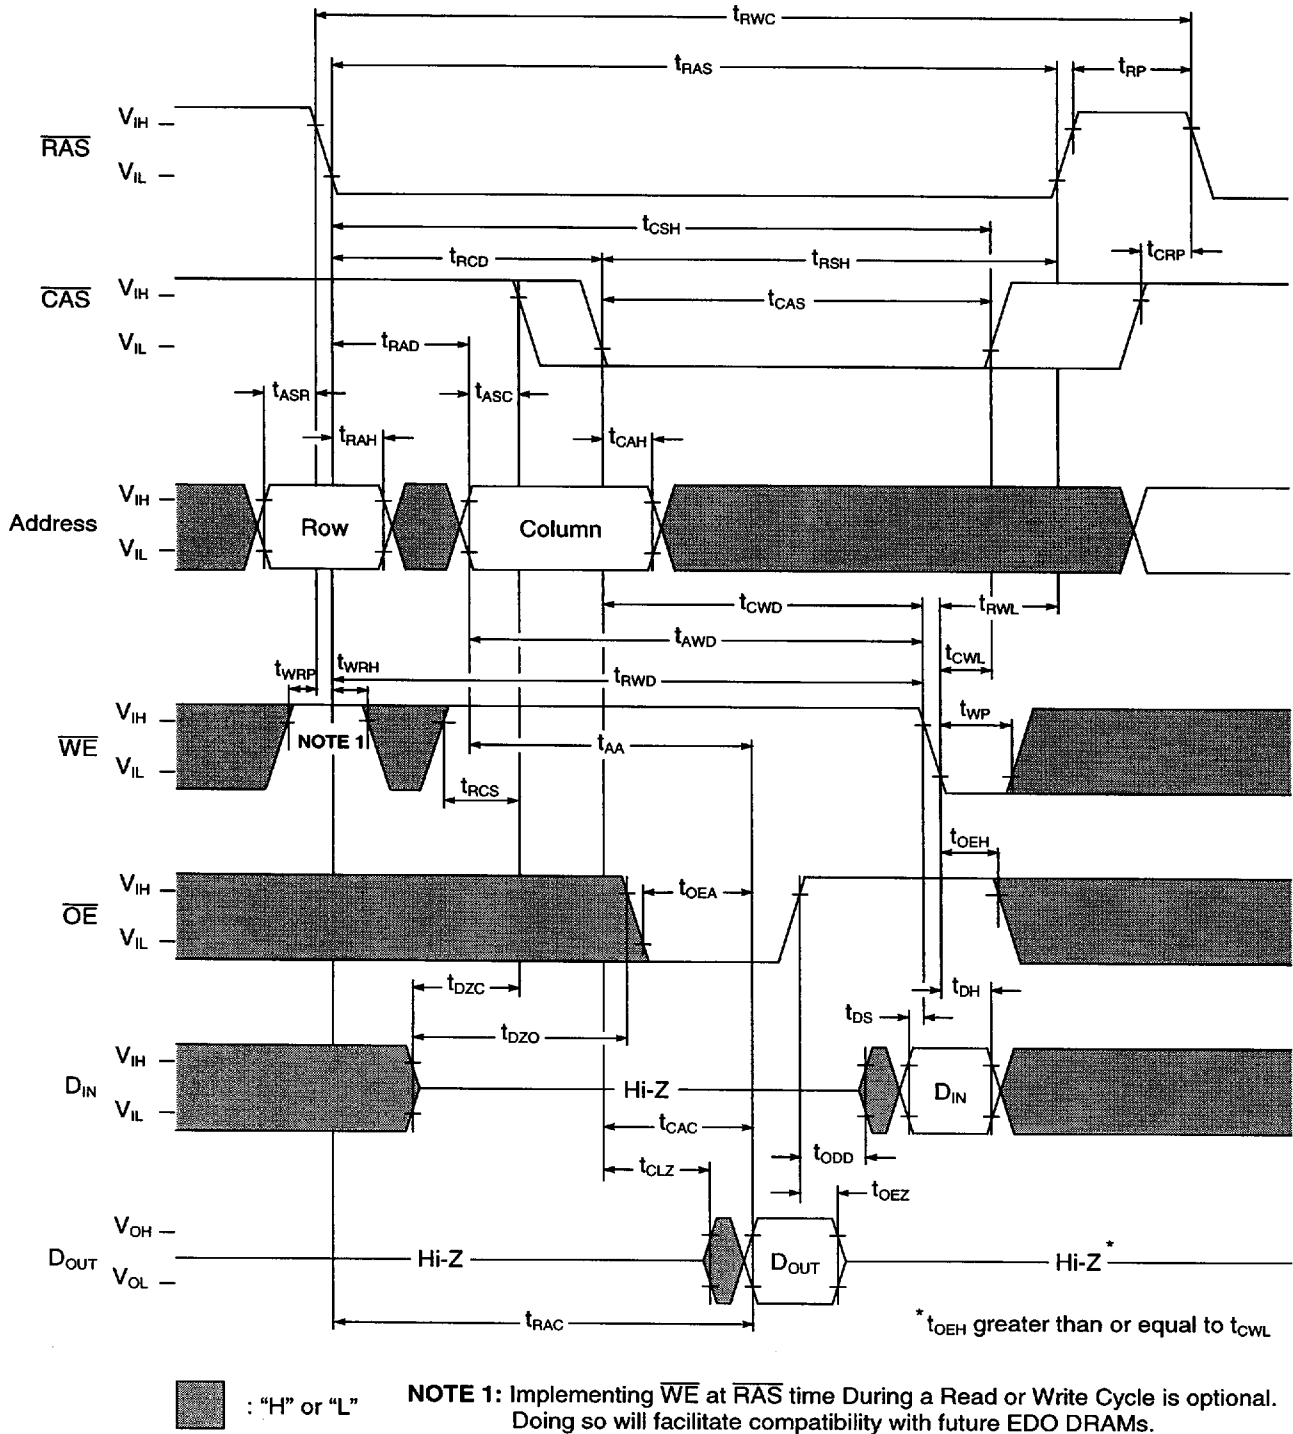 tRWC
tRAS
tRP
RAS
VIH
VIL
tCSH
tRCD
tRSH
tCRP
CAS
VIH
VIL
tCAS
tRAD
tASR
tASC
tRAH
tCAH
Address
VIH
VIL
Row
Column
tCWD
tRWL
tAWD
tCWL
tWRP
tWRH
tRWD
tWP
WE
VIH
VIL
NOTE 1
tAA
tRCS
tOEH
OE
VIH
VIL
tOEA
tDZC
tDH
tDS
tDZO
DIN
VIH
VIL
Hi-Z
DIN
tCAC
tODD
tCLZ
tOEZ
DOUT
VOH
VOL
Hi-Z
DOUT
Hi-Z*
tRAC
* tOEH greater than or equal to tCWL
: "H" or "L"
NOTE 1: Implementing WE at RAS time During a Read or Write Cycle is optional.
Doing so will facilitate compatibility with future EDO DRAMs.